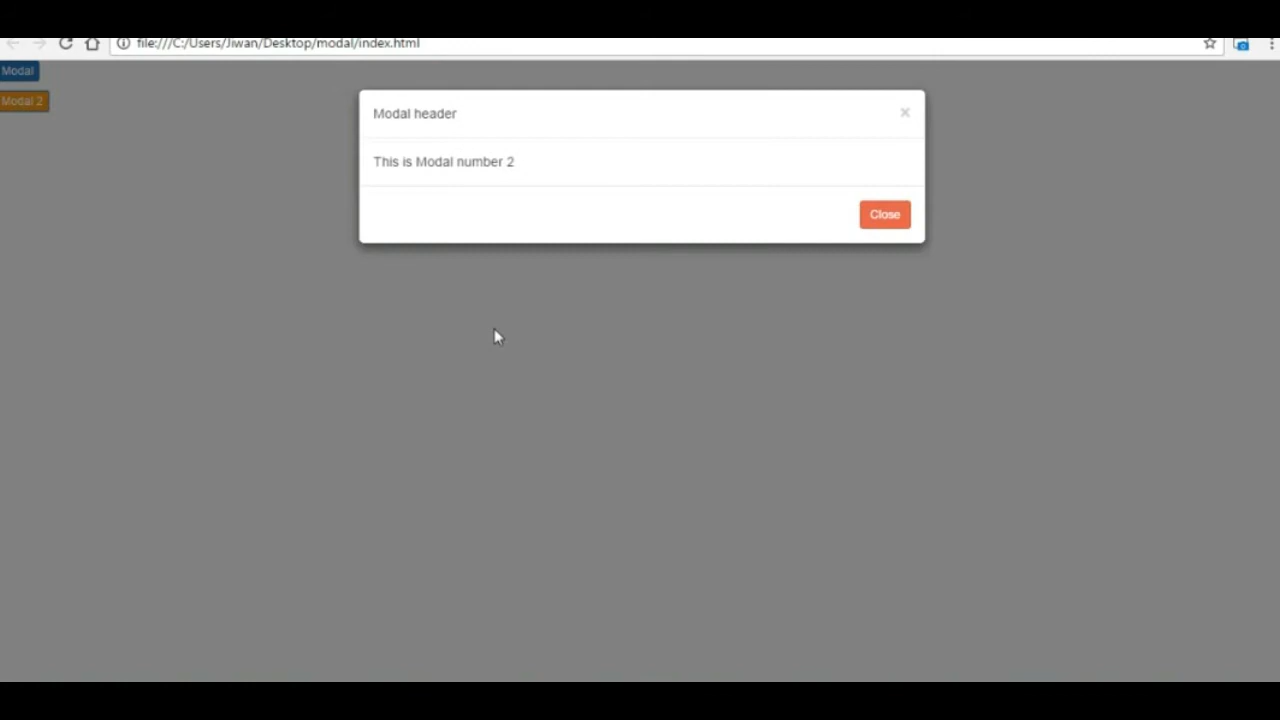 file:///C:/Users/Jiwan/Desktop/modal/index.html
Modal
Modal 2
Modal header
×
This is Modal number 2
Close